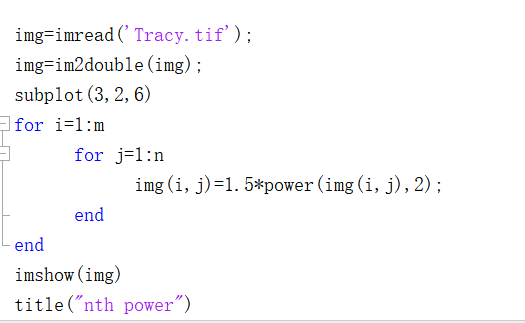 img=imread('Tracy.tif');
img=im2double(img);
subplot(3,2,6)
for i=1:m
for j=1:n
img(i,j)=1.5*power(img(i,j),2);
end
end
imshow(img)
title("nth power")